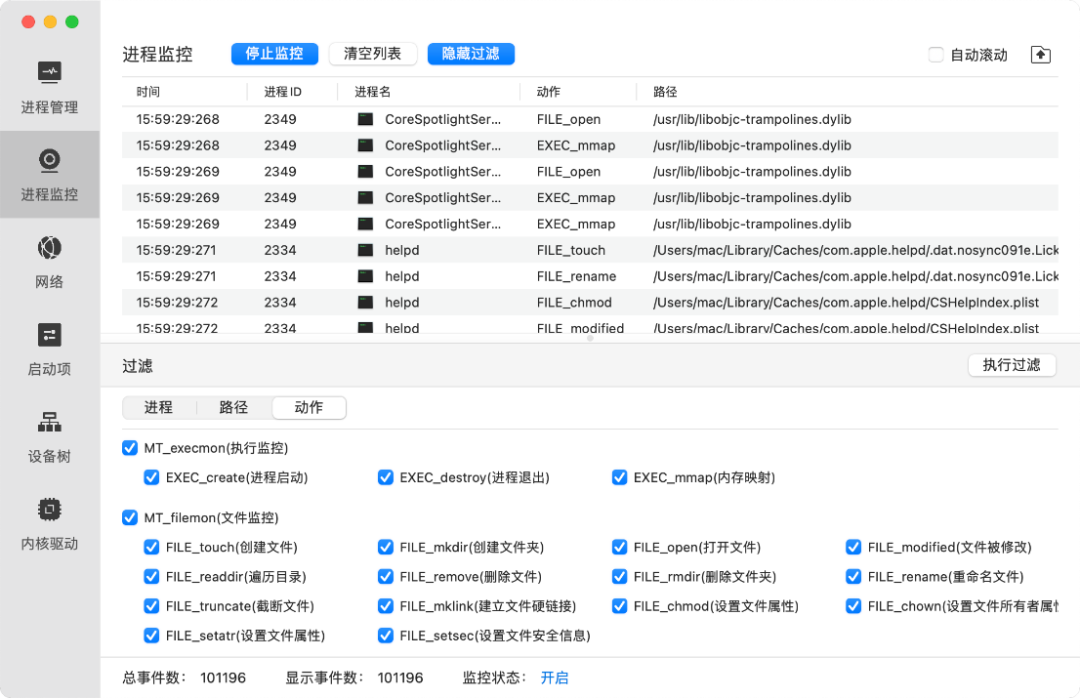 进程管理
进程监控
网络
启动项
设备树
内核驱动
进程监控 停止监控 清空列表 隐藏过滤 自动滚动
时间 进程ID 进程名 动作 路径
15:59:29:268 2349 CoreSpotlightSer... FILE_open /usr/lib/libobjc-trampolines.dylib
15:59:29:268 2349 CoreSpotlightSer... EXEC_mmap /usr/lib/libobjc-trampolines.dylib
15:59:29:269 2349 CoreSpotlightSer... FILE_open /usr/lib/libobjc-trampolines.dylib
15:59:29:269 2349 CoreSpotlightSer... EXEC_mmap /usr/lib/libobjc-trampolines.dylib
15:59:29:269 2349 CoreSpotlightSer... EXEC_mmap /usr/lib/libobjc-trampolines.dylib
15:59:29:271 2334 helpd FILE_touch /Users/mac/Library/Caches/com.apple.helpd/.dat.nosync091e.Lick
15:59:29:271 2334 helpd FILE_rename /Users/mac/Library/Caches/com.apple.helpd/.dat.nosync091e.Lick
15:59:29:272 2334 helpd FILE_chmod /Users/mac/Library/Caches/com.apple.helpd/CSHelpIndex.plist
15:59:29:272 2334 helpd FILE_modified /Users/mac/Library/Caches/com.apple.helpd/CSHelpIndex.plist
过滤 执行过滤
进程 路径 动作
MT_execmon(执行监控)
EXEC_create(进程启动) EXEC_destroy(进程退出) EXEC_mmap(内存映射)
MT_filemon(文件监控)
FILE_touch(创建文件) FILE_mkdir(创建文件夹) FILE_open(打开文件) FILE_modified(文件被修改)
FILE_readdir(遍历目录) FILE_remove(删除文件) FILE_rmdir(删除文件夹) FILE_rename(重命名文件)
FILE_truncate(截断文件) FILE_mklink(建立文件硬链接) FILE_chmod(设置文件属性) FILE_chown(设置文件所有者属
FILE_setatr(设置文件属性) FILE_setsec(设置文件安全信息)
总事件数: 101196 显示事件数: 101196 监控状态: 开启